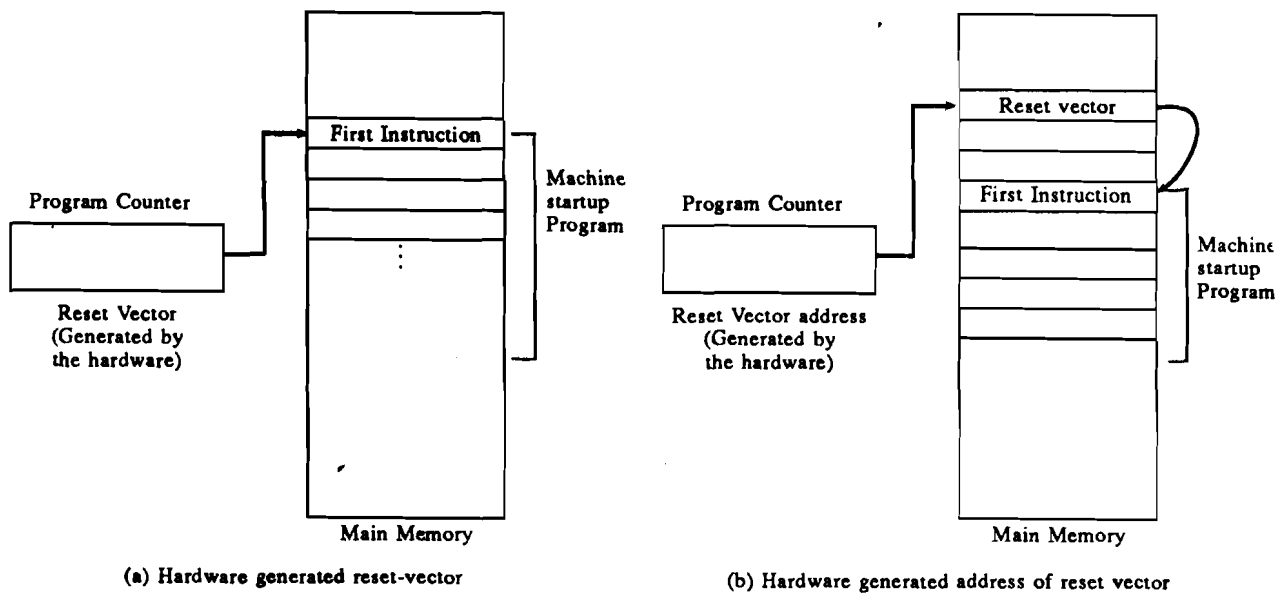 First Instruction
Machine
startup
Program
Program Counter
Reset Vector
(Generated by
the hardware)
Main Memory
(a) Hardware generated reset-vector
Reset vector
First Instruction
Program Counter
Machine
startup
Program
Reset Vector address
(Generated by
the hardware)
Main Memory
(b) Hardware generated address of reset vector